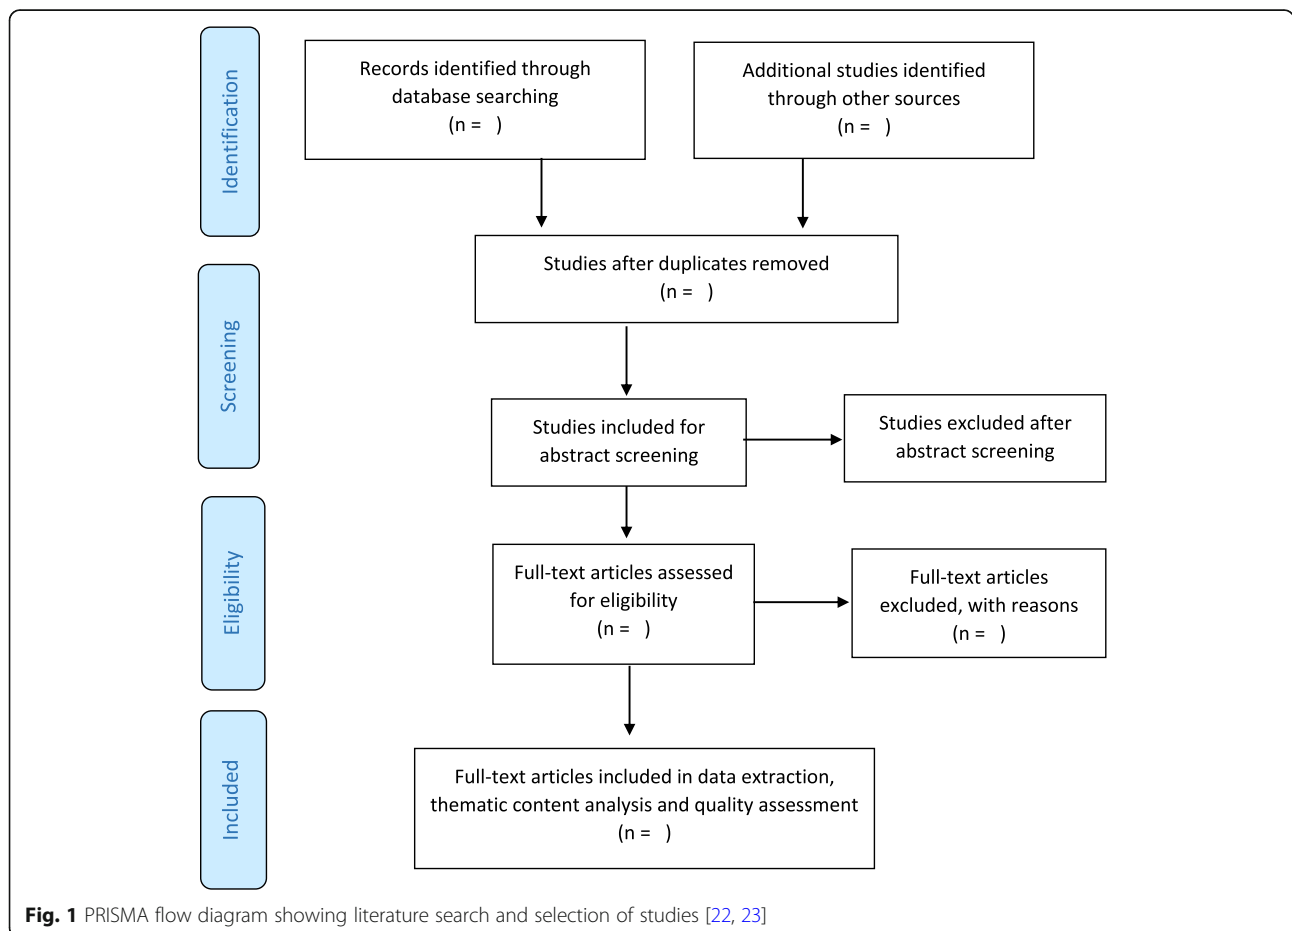 Identification
Records identified through
database searching
(n =   )
Additional studies identified
through other sources
(n =   )
Studies after duplicates removed
(n =   )
Screening
Studies included for
abstract screening
Studies excluded after
abstract screening
Eligibility
Full-text articles assessed
for eligibility
(n =   )
Full-text articles
excluded, with reasons
(n =   )
Included
Full-text articles included in data extraction,
thematic content analysis and quality assessment
(n =   )
Fig. 1 PRISMA flow diagram showing literature search and selection of studies [22, 23]